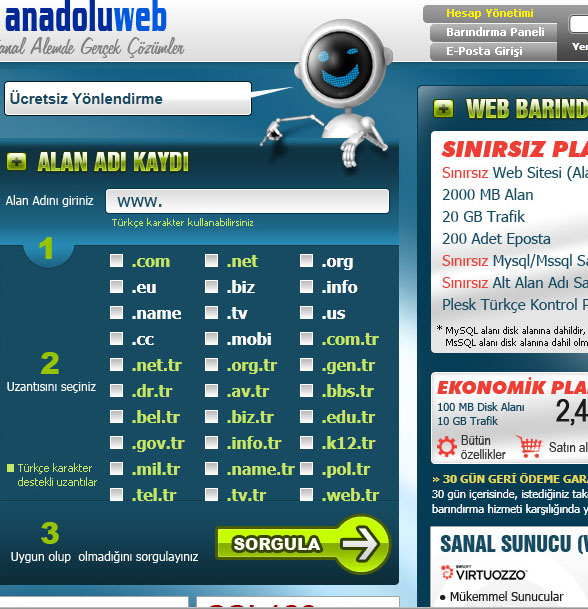 anadoluweb
Sanal Alemde Gerçek Çözümler
Hesap Yönetimi
Barındırma Paneli
E-Posta Girişi
Ücretsiz Yönlendirme
ALAN ADI KAYDI
Alan Adını giriniz
www.
Türkçe karakter kullanabilirsiniz
1
.com .net .org
.eu .biz .info
.name .tv .us
.cc .mobi .com.tr
.net.tr .org.tr .gen.tr
.dr.tr .av.tr .bbs.tr
.bel.tr .biz.tr .edu.tr
.gov.tr .info.tr .k12.tr
.mil.tr .name.tr .pol.tr
.tel.tr .tv.tr .web.tr
2
Uzantısını seçiniz
Türkçe karakter
destekli uzantılar
3
Uygun olup olmadığını sorgulayınız
SORGULA
WEB BARIND
SINIRSIZ PLA
Sınırsız Web Sitesi (Ala
2000 MB Alan
20 GB Trafik
200 Adet Eposta
Sınırsız Mysql/Mssql Sa
Sınırsız Alt Alan Adı Sa
Plesk Türkçe Kontrol P
* MySQL alanı disk alanına dahildir,
MsSQL alanı disk alanına dahil olm
EKONOMİK PLA
100 MB Disk Alanı
10 GB Trafik
2,4
Bütün
özellikler
Satın al
» 30 GÜN GERİ ÖDEME GARA
30 gün içerisinde, istediğiniz tak
barındırma hizmeti karşılığında y
SANAL SUNUCU (V
VIRTUOZZO
• Mükemmel Sunucular